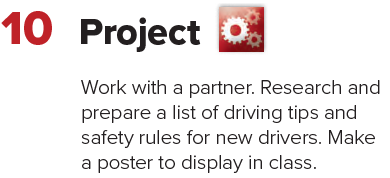 10 Project
Work with a partner. Research and
prepare a list of driving tips and
safety rules for new drivers. Make
a poster to display in class.